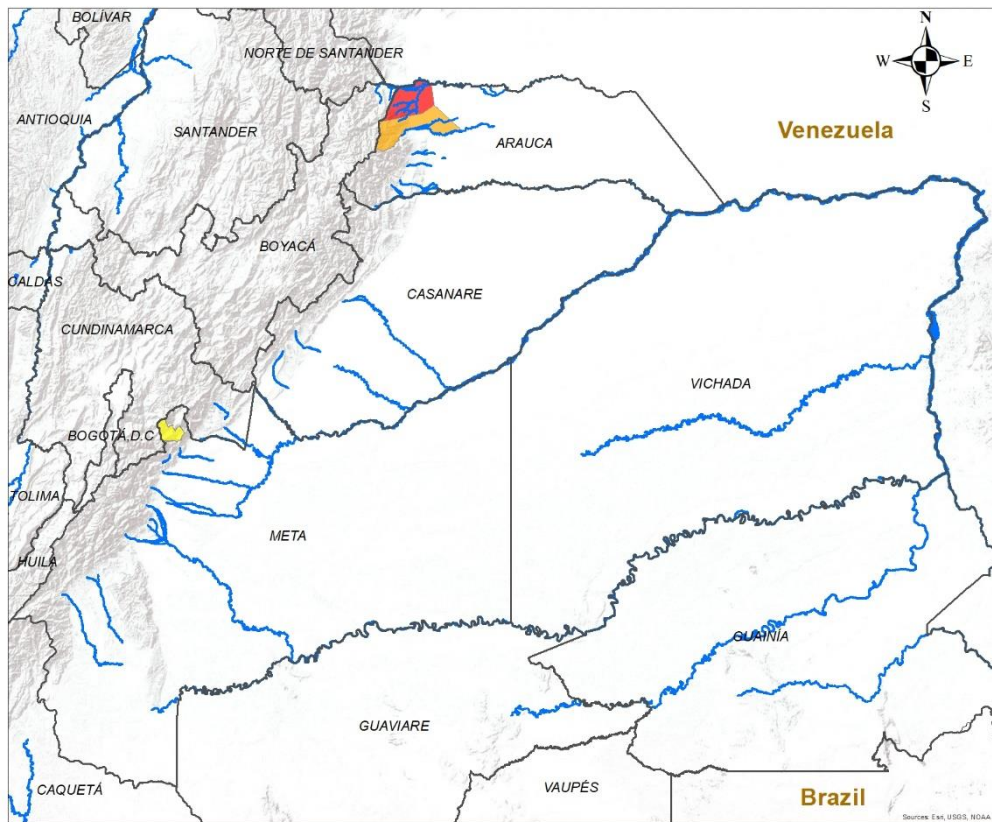 BOLÍVAR
N
NORTE DE SANTANDER
W
E
S
ANTIOQUIA
SANTANDER
Venezuela
ARAUCA
BOYACÁ
CALDAS
CASANARE
CUNDINAMARCA
VICHADA
BOGOTÁ D.C
TOLIMA
META
HUILA
GUAINÍA
GUAVIARE
CAQUETÁ
VAUPÉS
Brazil
Sources: Esri, USGS, NOAA